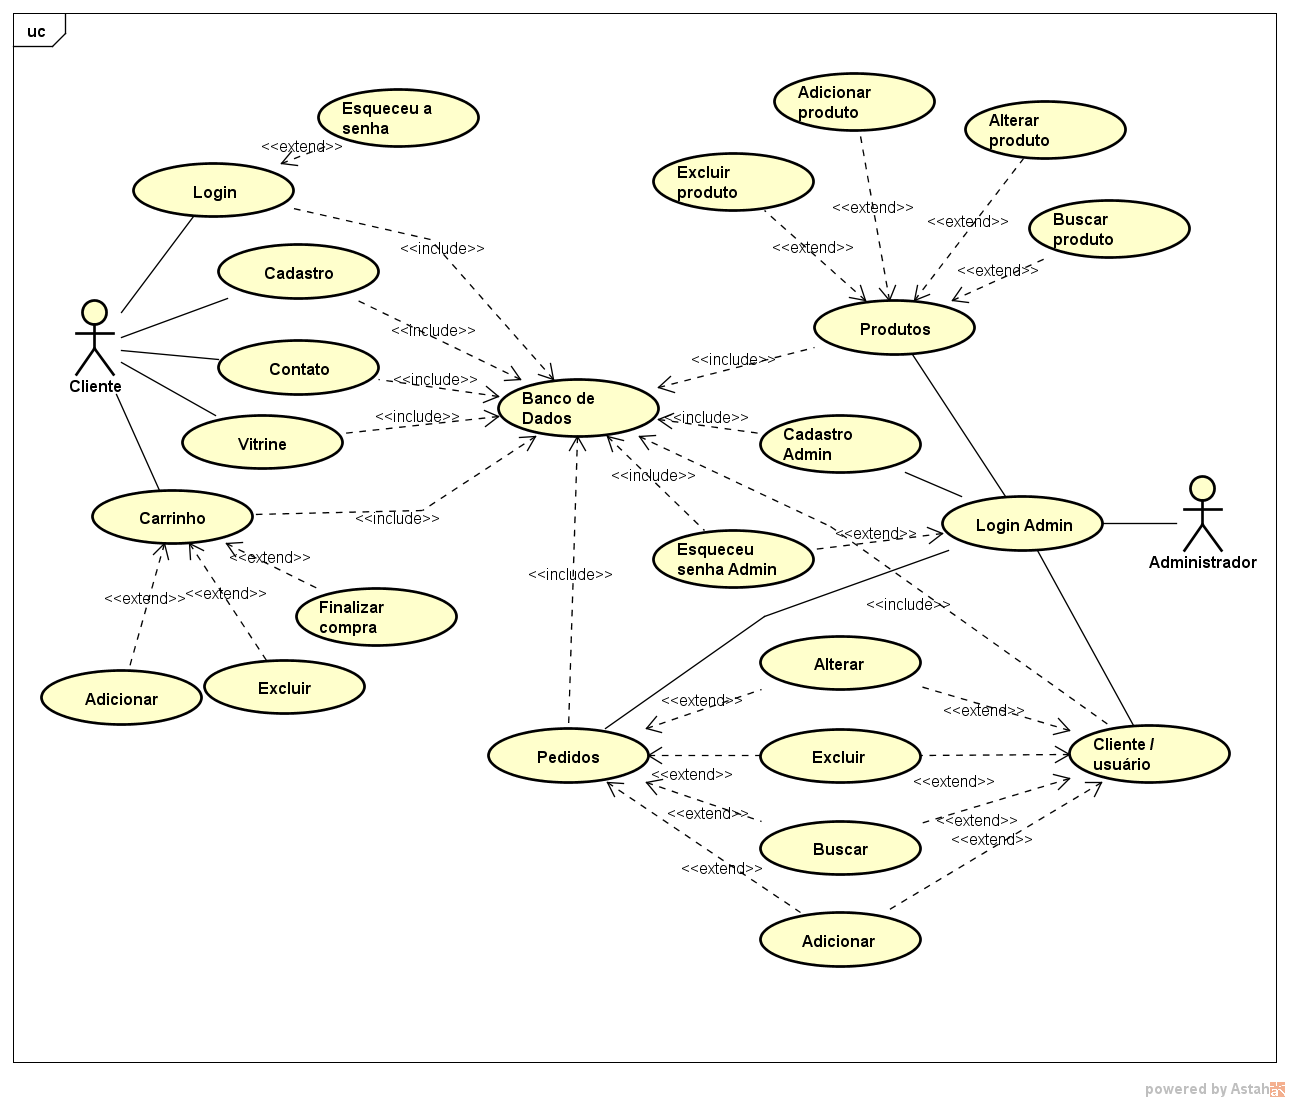 uc
Esqueceu a
senha
<<extend>>
Login
Adicionar
produto
Alterar
produto
Excluir
produto
Buscar
produto
<<extend>>
<<extend>>
<<extend>>
<<extend>>
<<include>>
Cadastro
<<include>>
Cliente
Contato
<<include>>
Vitrine
<<include>>
Banco de
Dados
Produtos
<<include>>
<<include>>
Cadastro
Admin
Carrinho
<<include>>
<<include>>
Esqueceu
senha Admin
<<extend>>
Login Admin
Administrador
<<extend>>
<<extend>>
<<extend>>
Finalizar
compra
Adicionar
Excluir
<<include>>
<<include>>
Alterar
<<extend>>
<<extend>>
Pedidos
Excluir
Cliente /
usuário
<<extend>>
<<extend>>
<<extend>>
<<extend>>
Buscar
<<extend>>
<<extend>>
Adicionar
powered by Astah